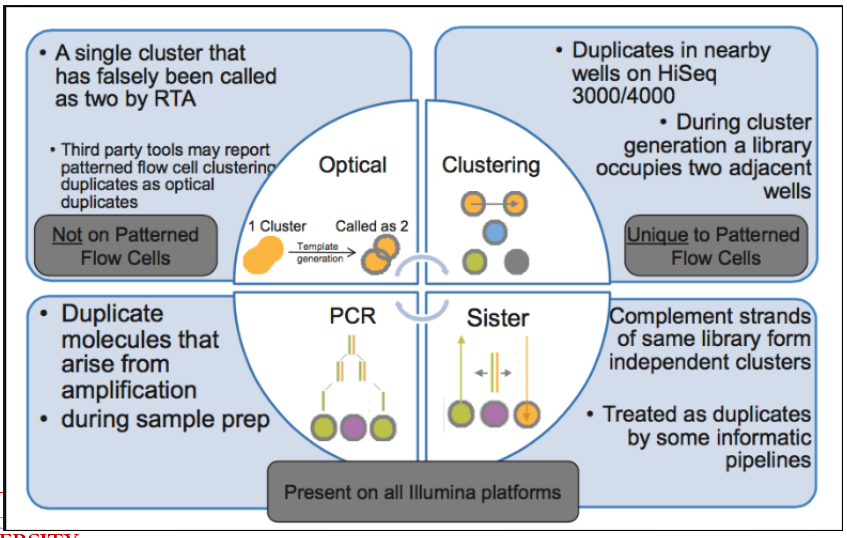 • A single cluster that
has falsely been called
as two by RTA
• Third party tools may report
patterned flow cell clustering
duplicates as optical
duplicates
Not on Patterned
Flow Cells
Optical
1 Cluster
Called as 2
Template
generation
• Duplicates in nearby
wells on HiSeq
3000/4000
• During cluster
generation a library
occupies two adjacent
wells
Unique to Patterned
Flow Cells
Clustering
• Duplicate
molecules that
arise from
amplification
• during sample prep
PCR
Sister
Complement strands
of same library form
independent clusters
• Treated as duplicates
by some informatic
pipelines
Present on all Illumina platforms
ERSITY